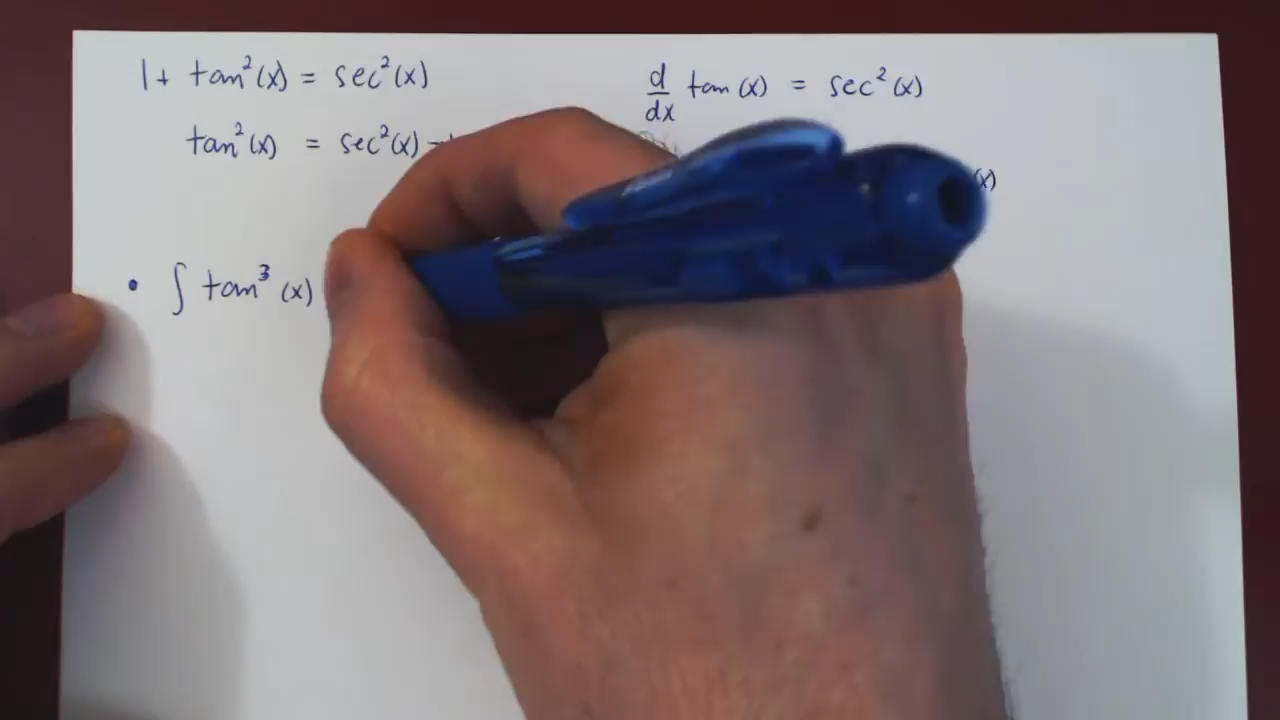 1 + tan²(x) = sec²(x)
d/dx tan(x) = sec²(x)
tan²(x) = sec²(x) -
(x)
• ∫ tan³(x)